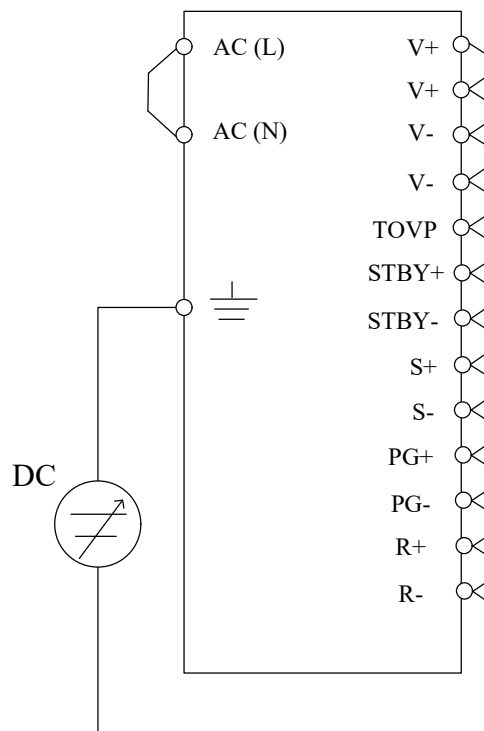 AC (L)
V+
V+
AC (N)
V-
V-
TOVP
STBY+
STBY-
S+
S-
PG+
DC
PG-
R+
R-